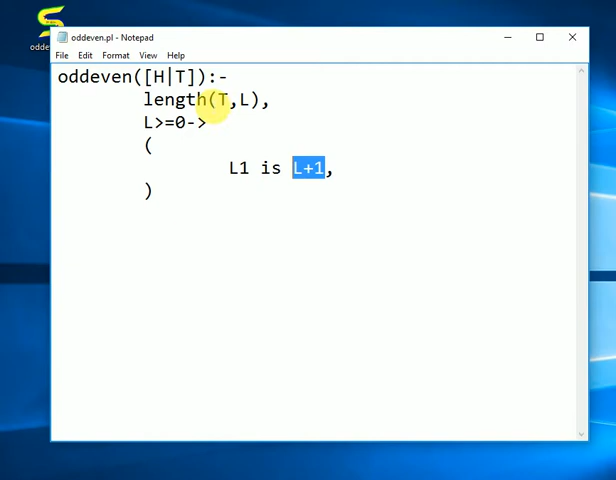 oddeven.pl - Notepad
File Edit Format View Help
oddeven([H|T]):-
length(T,L),
L>=0->
(
L1 is L+1,
)